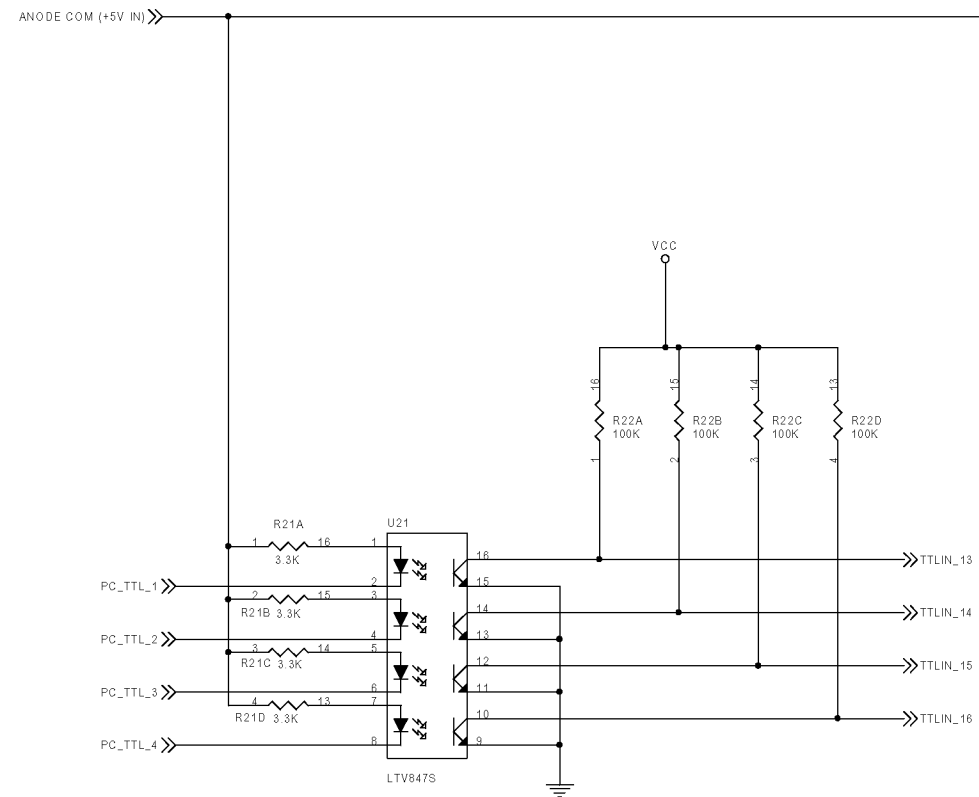 ANODE COM (+5V IN)
VCC
16 15 14 13
R22A R22B R22C R22D
100K 100K 100K 100K
1 2 3 4
R21A U21
1 16 1
3.3K
16 TTLIN_13
PC_TTL_1 2 15
2 15 3
R21B 3.3K
14 TTLIN_14
PC_TTL_2 4 13
3 14 5
R21C 3.3K
12 TTLIN_15
PC_TTL_3 6 11
4 13 7
R21D 3.3K
10 TTLIN_16
PC_TTL_4 8 9
LTV847S